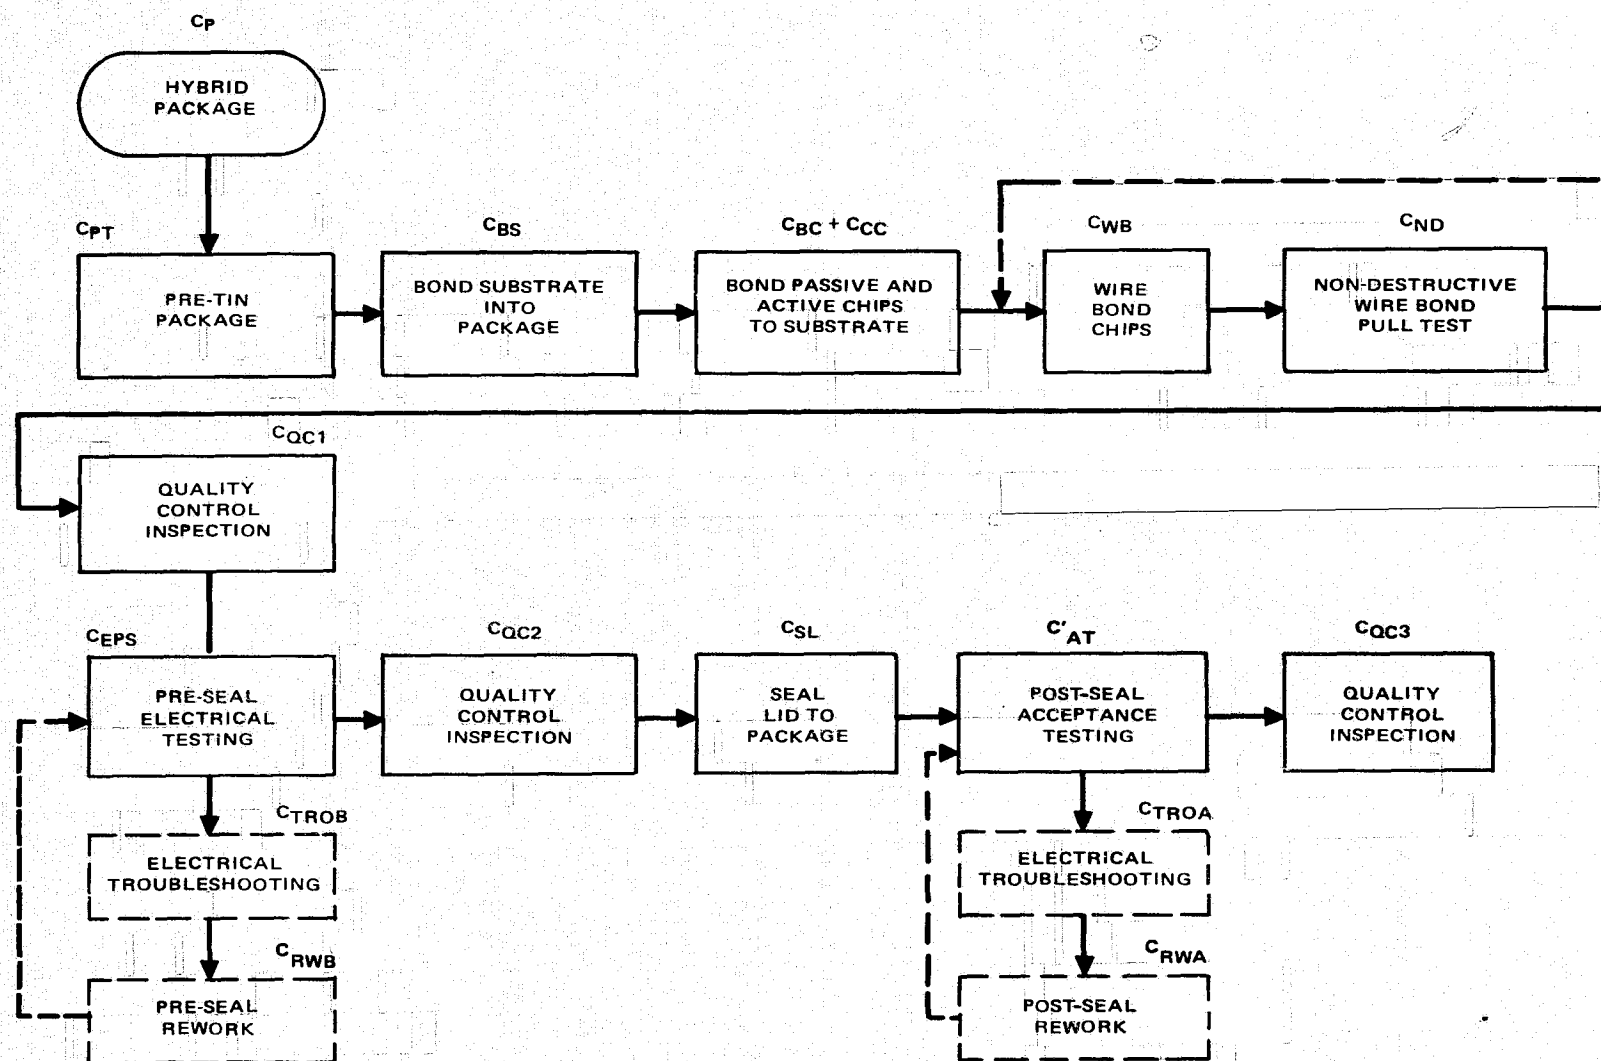 CP
HYBRID
PACKAGE
CPT
PRE-TIN
PACKAGE
CBS
BOND SUBSTRATE
INTO
PACKAGE
CBC + CCC
BOND PASSIVE AND
ACTIVE CHIPS
TO SUBSTRATE
CWB
WIRE
BOND
CHIPS
CND
NON-DESTRUCTIVE
WIRE BOND
PULL TEST
CQC1
QUALITY
CONTROL
INSPECTION
CEPS
PRE-SEAL
ELECTRICAL
TESTING
CQC2
QUALITY
CONTROL
INSPECTION
CSL
SEAL
LID TO
PACKAGE
C'AT
POST-SEAL
ACCEPTANCE
TESTING
CQC3
QUALITY
CONTROL
INSPECTION
CTROB
ELECTRICAL
TROUBLESHOOTING
CTROA
ELECTRICAL
TROUBLESHOOTING
CRWB
PRE-SEAL
REWORK
CRWA
POST-SEAL
REWORK